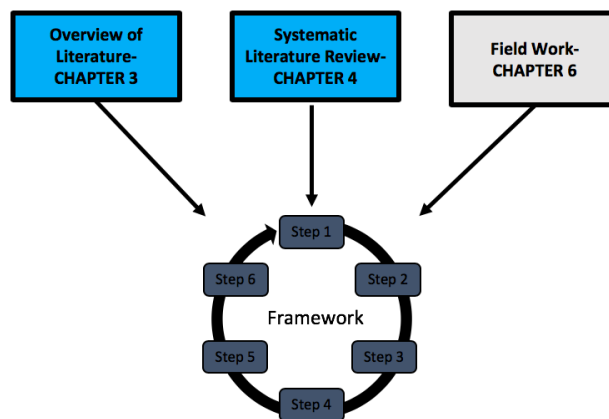 Overview of
Literature-
CHAPTER 3
Systematic
Literature Review-
CHAPTER 4
Field Work-
CHAPTER 6
Step 1
Step 6
Step 2
Framework
Step 5
Step 3
Step 4